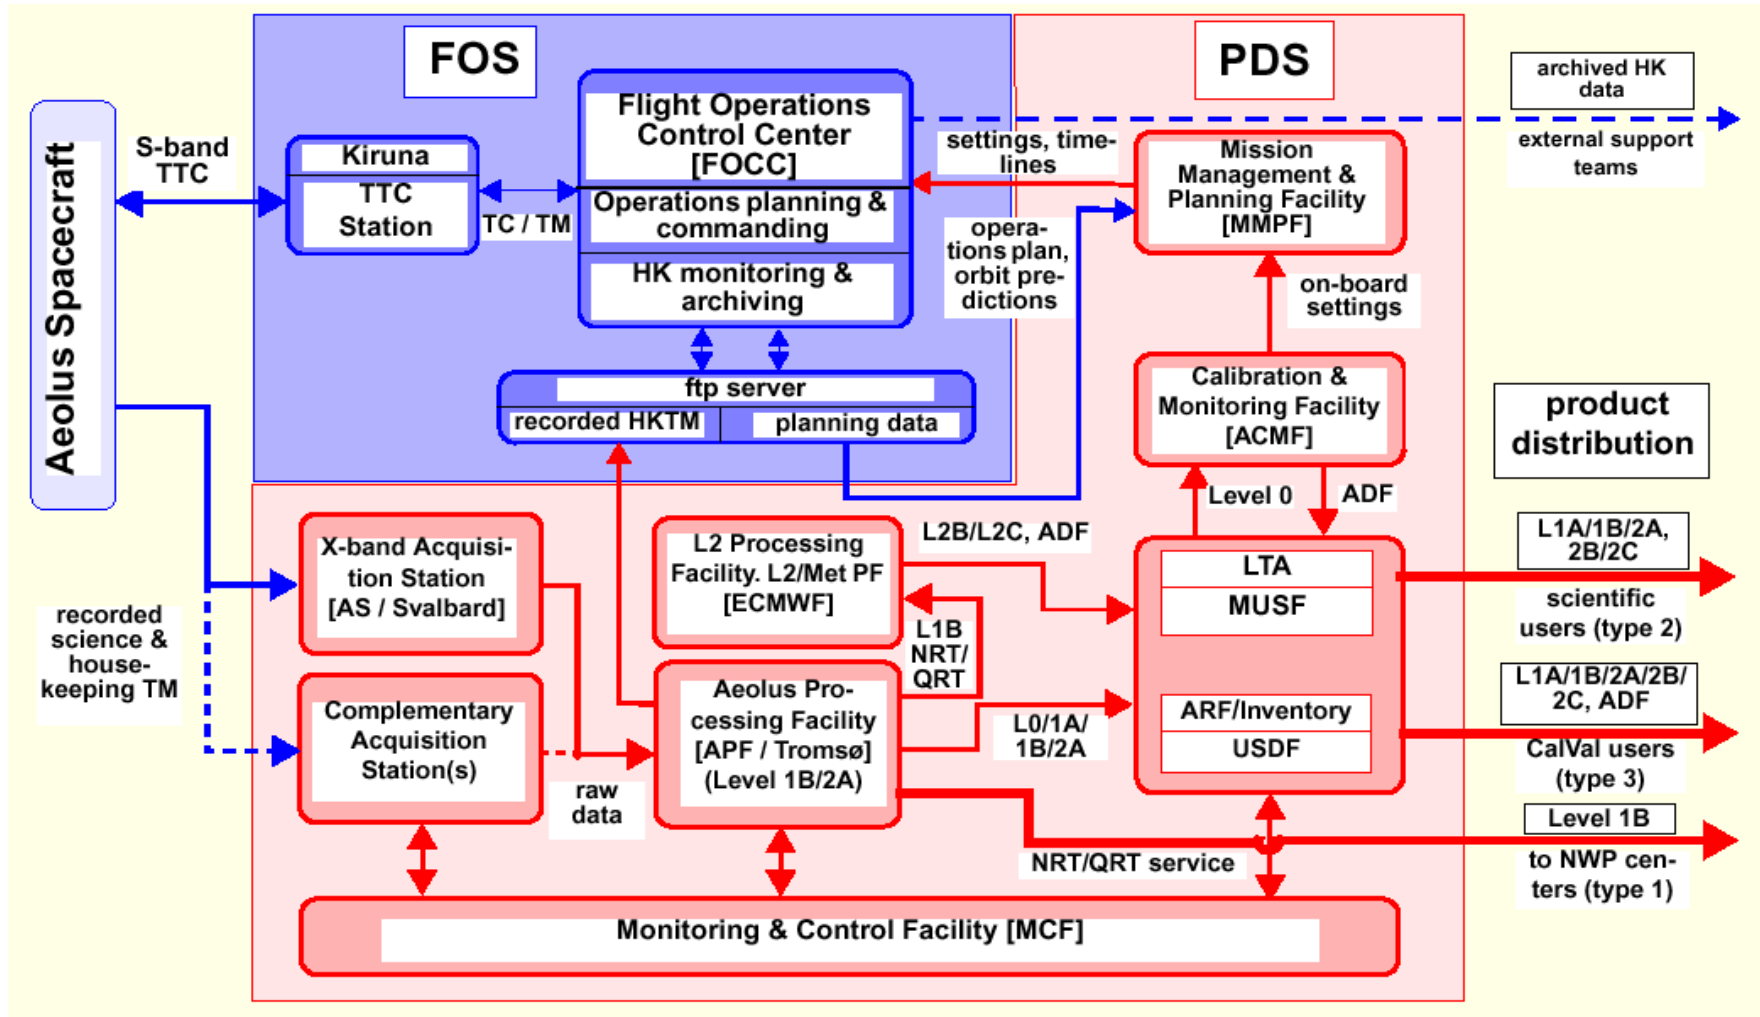 FOS
PDS
Aeolus Spacecraft
S-band
TTC
Kiruna
TTC
Station
TC / TM
Flight Operations
Control Center
[FOCC]
Operations planning &
commanding
HK monitoring &
archiving
settings, time-
lines
opera-
tions plan,
orbit pre-
dictions
Mission
Management &
Planning Facility
[MMPF]
archived HK
data
external support
teams
on-board
settings
ftp server
recorded HKTM
planning data
Calibration &
Monitoring Facility
[ACMF]
product
distribution
Level 0
ADF
X-band Acquisi-
tion Station
[AS / Svalbard]
L2 Processing
Facility. L2/Met PF
[ECMWF]
L2B/L2C, ADF
LTA
MUSF
L1A/1B/2A,
2B/2C
scientific
users (type 2)
recorded
science &
house-
keeping TM
L1B
NRT/
QRT
Complementary
Acquisition
Station(s)
raw
data
Aeolus Pro-
cessing Facility
[APF / Tromsø]
(Level 1B/2A)
L0/1A/
1B/2A
ARF/Inventory
USDF
L1A/1B/2A/2B/
2C, ADF
CalVal users
(type 3)
Level 1B
to NWP cen-
ters (type 1)
NRT/QRT service
Monitoring & Control Facility [MCF]